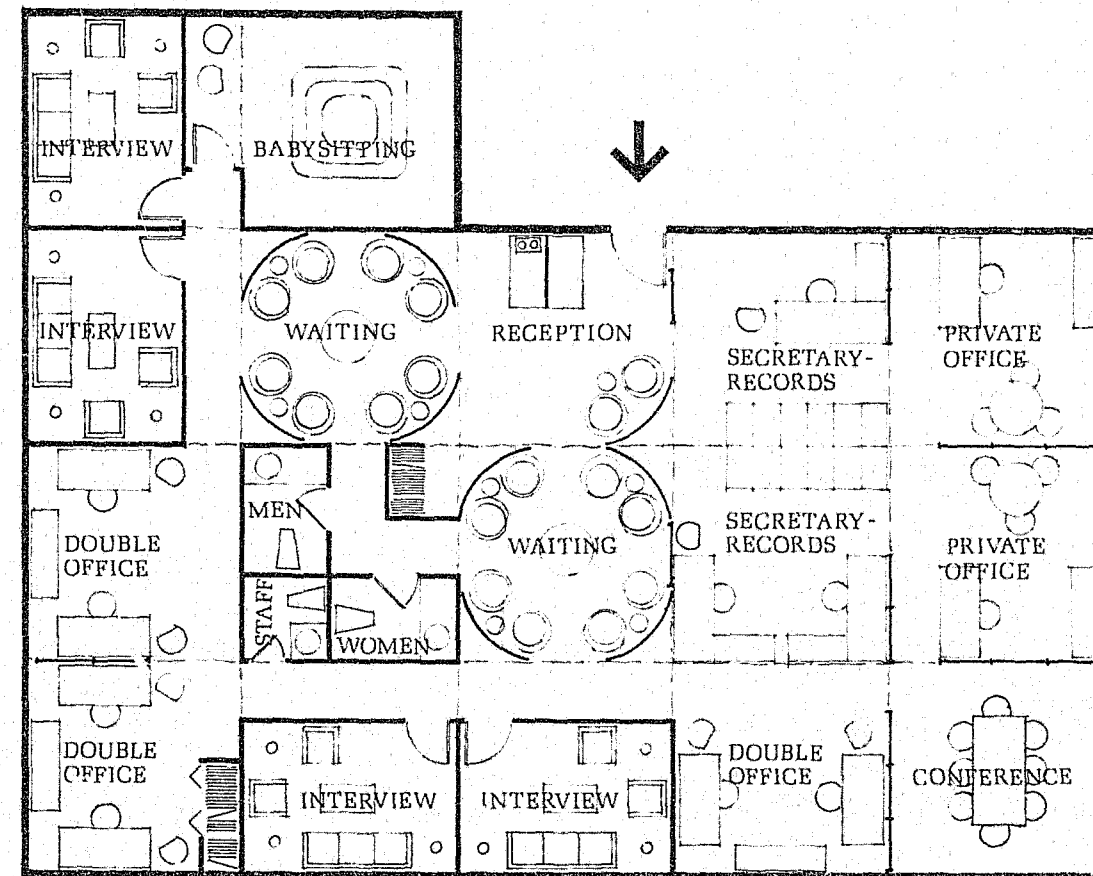 INTERVIEW
BABYSITTING
INTERVIEW
WAITING
RECEPTION
SECRETARY-
RECORDS
PRIVATE
OFFICE
MEN
DOUBLE
OFFICE
WAITING
SECRETARY-
RECORDS
PRIVATE
OFFICE
STAFF
WOMEN
DOUBLE
OFFICE
INTERVIEW
INTERVIEW
DOUBLE
OFFICE
CONFERENCE